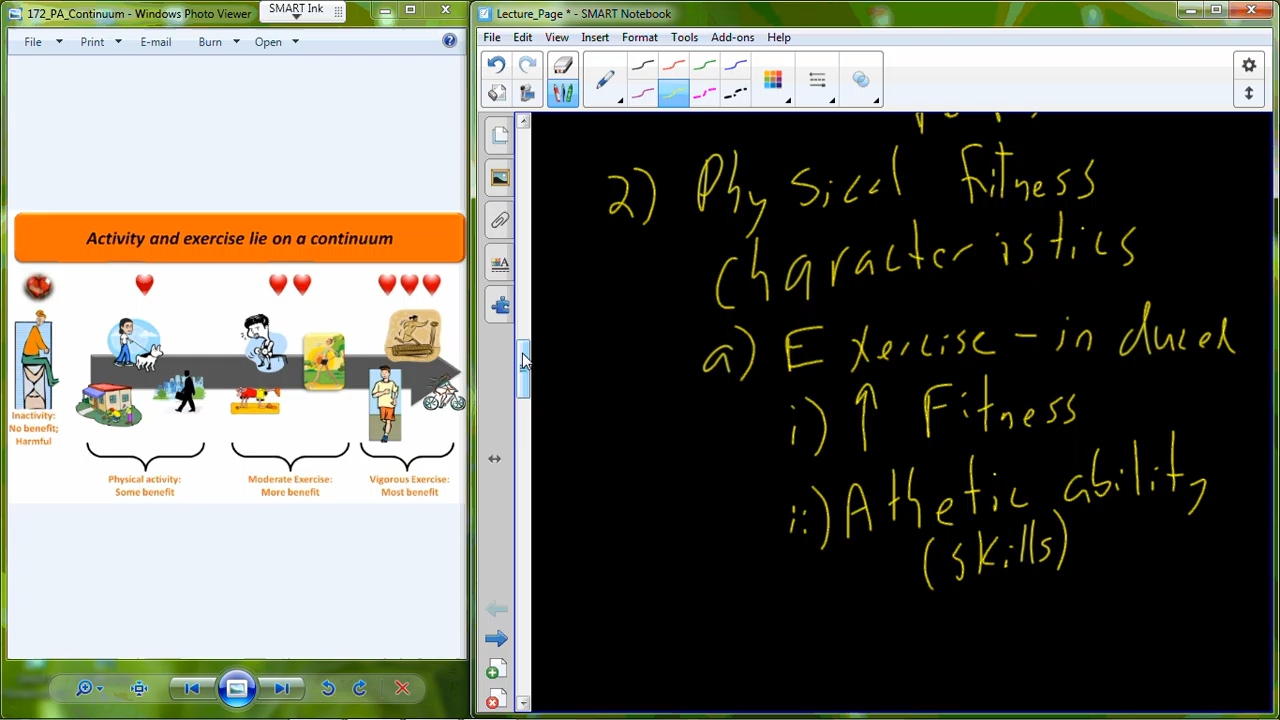 172_PA_Continuum - Windows Photo Viewer
SMART Ink
File Print E-mail Burn Open
Activity and exercise lie on a continuum
Inactivity:
No benefit;
Harmful
Physical activity:
Some benefit
Moderate Exercise:
More benefit
Vigorous Exercise:
Most benefit
Lecture_Page * - SMART Notebook
File Edit View Insert Format Tools Add-ons Help
2) Physical Fitness
characteristics
a) Exercise - induced
i) ↑ Fitness
ii) Athetic ability
(skills)